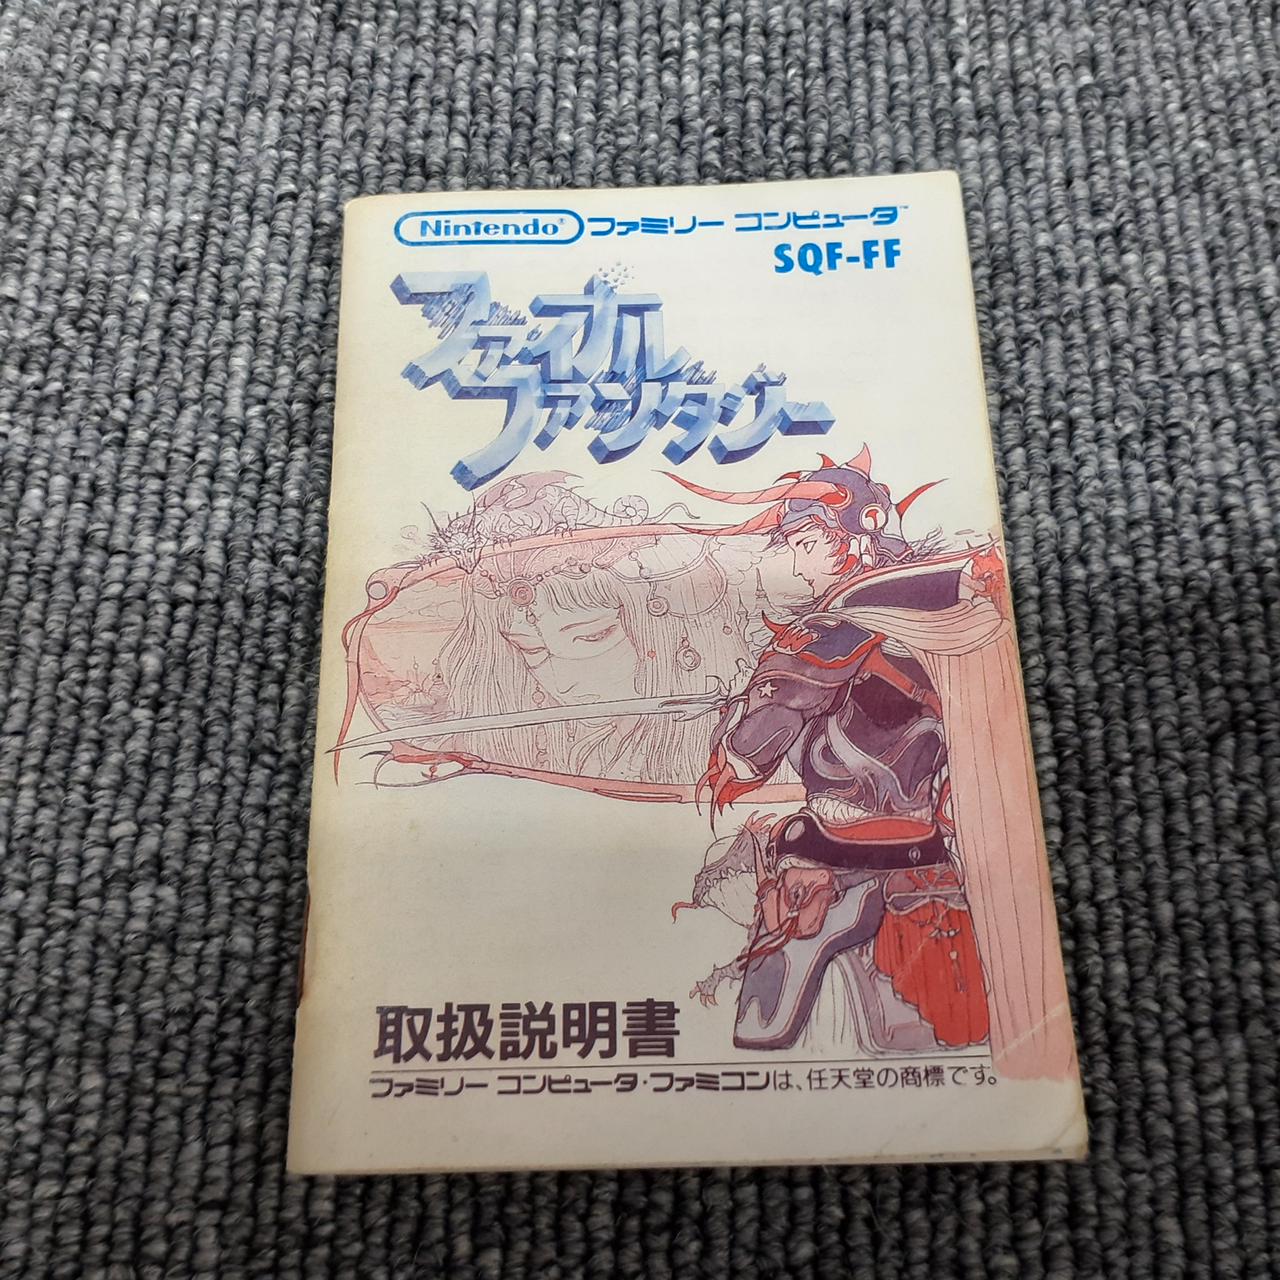 Nintendo® ファミリー コンピュータ™
SQF-FF
ファイナル
ファンタジー
取扱説明書
ファミリー コンピュータ・ファミコンは、任天堂の商標です。